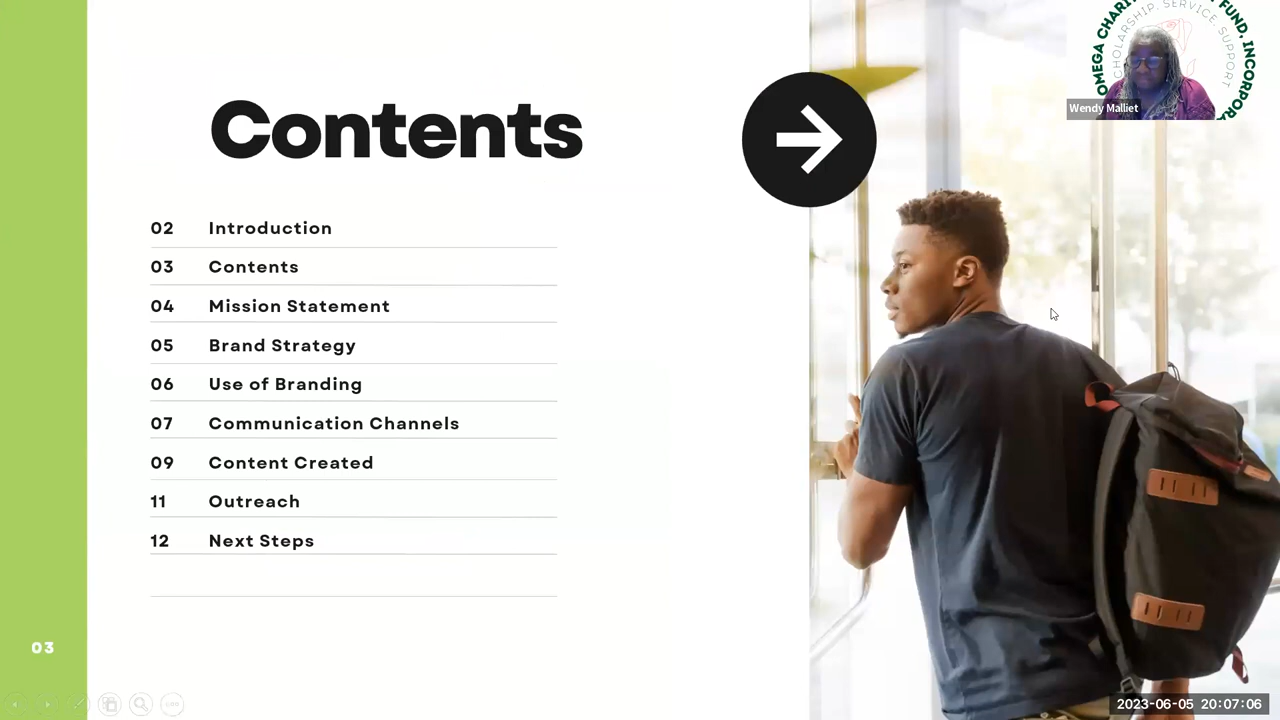 Contents
02 Introduction
03 Contents
04 Mission Statement
05 Brand Strategy
06 Use of Branding
07 Communication Channels
09 Content Created
11 Outreach
12 Next Steps
03
OMEGA CHARI
FUND, INCORPORA
SCHOLARSHIP. SERVICE. SUPPORT
Wendy Malliet
2023-06-05 20:07:06